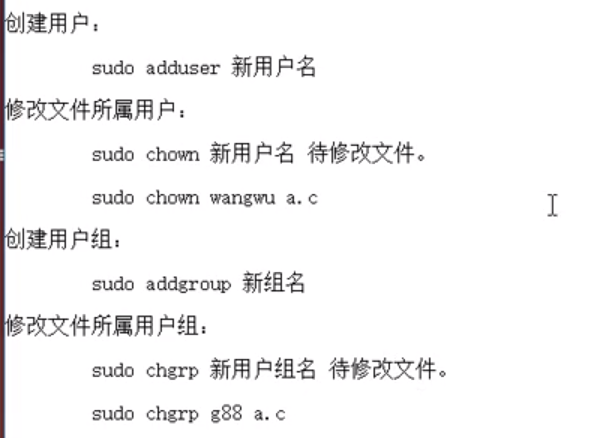 创建用户：
sudo adduser 新用户名
修改文件所属用户：
sudo chown 新用户名 待修改文件。
sudo chown wangwu a.c
创建用户组：
sudo addgroup 新组名
修改文件所属用户组：
sudo chgrp 新用户组名 待修改文件。
sudo chgrp g88 a.c